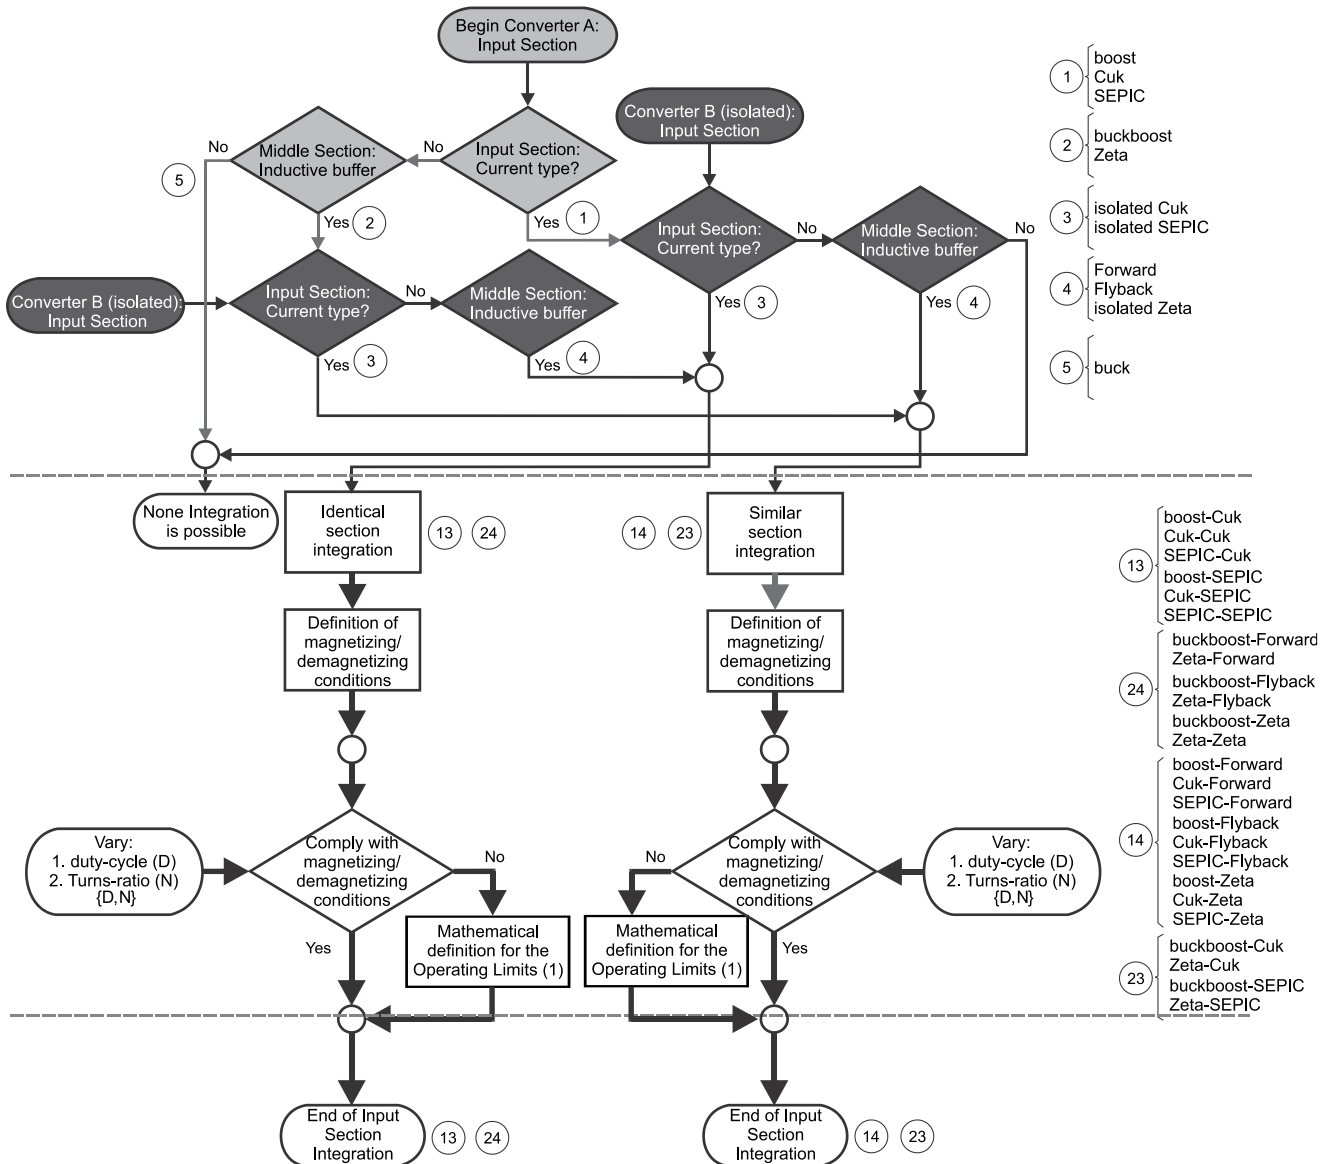 Begin Converter A:
Input Section
Converter B (isolated):
Input Section
No
Middle Section:
Inductive buffer
No
Input Section:
Current type?
5
Yes
2
Yes
1
Input Section:
Current type?
No
Middle Section:
Inductive buffer
No
Converter B (isolated):
Input Section
Input Section:
Current type?
No
Middle Section:
Inductive buffer
Yes
3
Yes
4
Yes
3
Yes
4
1
boost
Cuk
SEPIC
2
buckboost
Zeta
3
isolated Cuk
isolated SEPIC
4
Forward
Flyback
isolated Zeta
5
buck
None Integration
is possible
Identical
section
integration
13
24
14
23
Similar
section
integration
Definition of
magnetizing/
demagnetizing
conditions
Definition of
magnetizing/
demagnetizing
conditions
Vary:
1. duty-cycle (D)
2. Turns-ratio (N)
{D,N}
Comply with
magnetizing/
demagnetizing
conditions
No
Yes
Mathematical
definition for the
Operating Limits (1)
No
Comply with
magnetizing/
demagnetizing
conditions
Yes
Mathematical
definition for the
Operating Limits (1)
Vary:
1. duty-cycle (D)
2. Turns-ratio (N)
{D,N}
13
boost-Cuk
Cuk-Cuk
SEPIC-Cuk
boost-SEPIC
Cuk-SEPIC
SEPIC-SEPIC
24
buckboost-Forward
Zeta-Forward
buckboost-Flyback
Zeta-Flyback
buckboost-Zeta
Zeta-Zeta
14
boost-Forward
Cuk-Forward
SEPIC-Forward
boost-Flyback
Cuk-Flyback
SEPIC-Flyback
boost-Zeta
Cuk-Zeta
SEPIC-Zeta
23
buckboost-Cuk
Zeta-Cuk
buckboost-SEPIC
Zeta-SEPIC
End of Input
Section
Integration
13
24
End of Input
Section
Integration
14
23